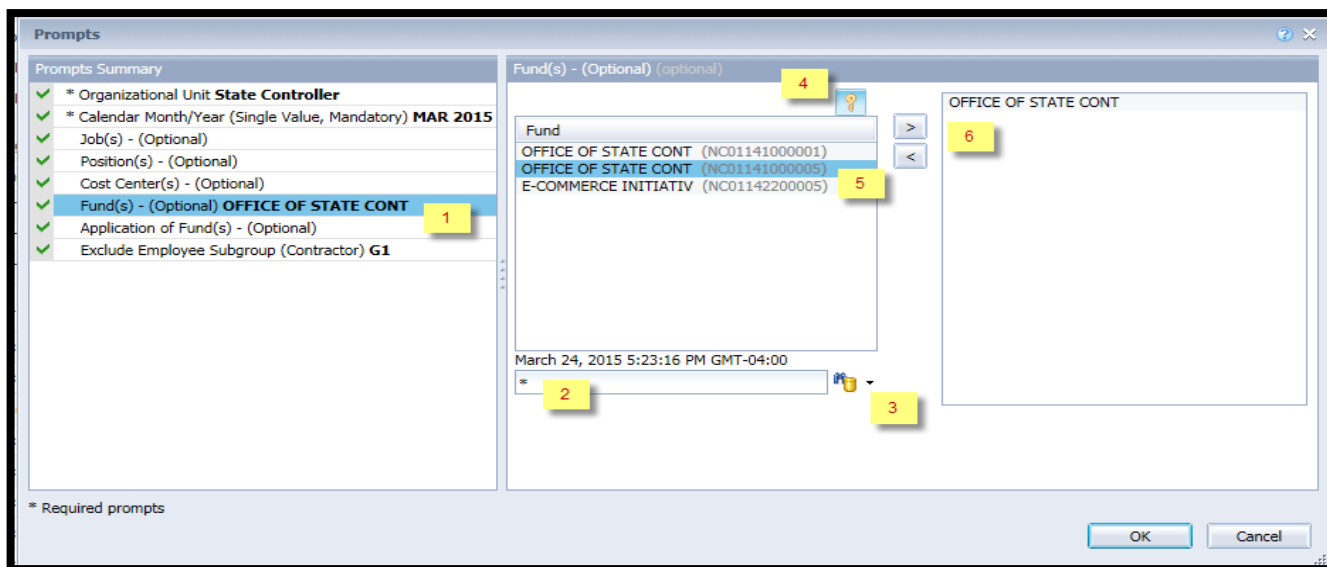 Prompts
Prompts Summary
* Organizational Unit State Controller
* Calendar Month/Year (Single Value, Mandatory) MAR 2015
Job(s) - (Optional)
Position(s) - (Optional)
Cost Center(s) - (Optional)
Fund(s) - (Optional) OFFICE OF STATE CONT
1
Application of Fund(s) - (Optional)
Exclude Employee Subgroup (Contractor) G1
Fund(s) - (Optional) (optional)
4
Fund
OFFICE OF STATE CONT (NC01141000001)
OFFICE OF STATE CONT (NC01141000005)
E-COMMERCE INITIATIV (NC01142200005)
5
March 24, 2015 5:23:16 PM GMT-04:00
*
2
3
>
<
OFFICE OF STATE CONT
6
* Required prompts
OK
Cancel